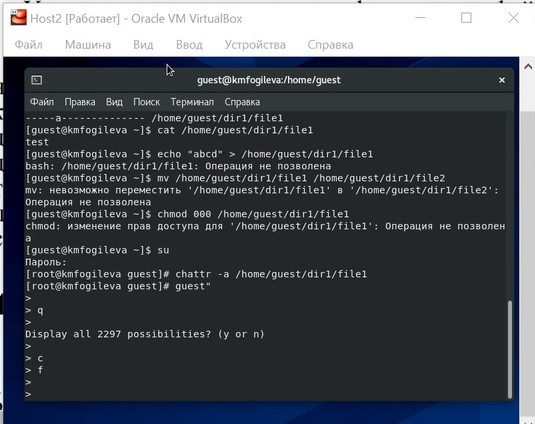 Host2 [Работает] - Oracle VM VirtualBox
Файл Машина Вид Ввод Устройства Справка
guest@kmfogileva:/home/guest
Файл Правка Вид Поиск Терминал Справка
-----a-------------- /home/guest/dir1/file1
[guest@kmfogileva ~]$ cat /home/guest/dir1/file1
test
[guest@kmfogileva ~]$ echo "abcd" > /home/guest/dir1/file1
bash: /home/guest/dir1/file1: Операция не позволена
[guest@kmfogileva ~]$ mv /home/guest/dir1/file1 /home/guest/dir1/file2
mv: невозможно переместить '/home/guest/dir1/file1' в '/home/guest/dir1/file2':
Операция не позволена
[guest@kmfogileva ~]$ chmod 000 /home/guest/dir1/file1
chmod: изменение прав доступа для '/home/guest/dir1/file1': Операция не позволен
а
[guest@kmfogileva ~]$ su
Пароль:
[root@kmfogileva guest]# chattr -a /home/guest/dir1/file1
[root@kmfogileva guest]# guest"
>
> q
>
Display all 2297 possibilities? (y or n)
>
> c
> f
>
>